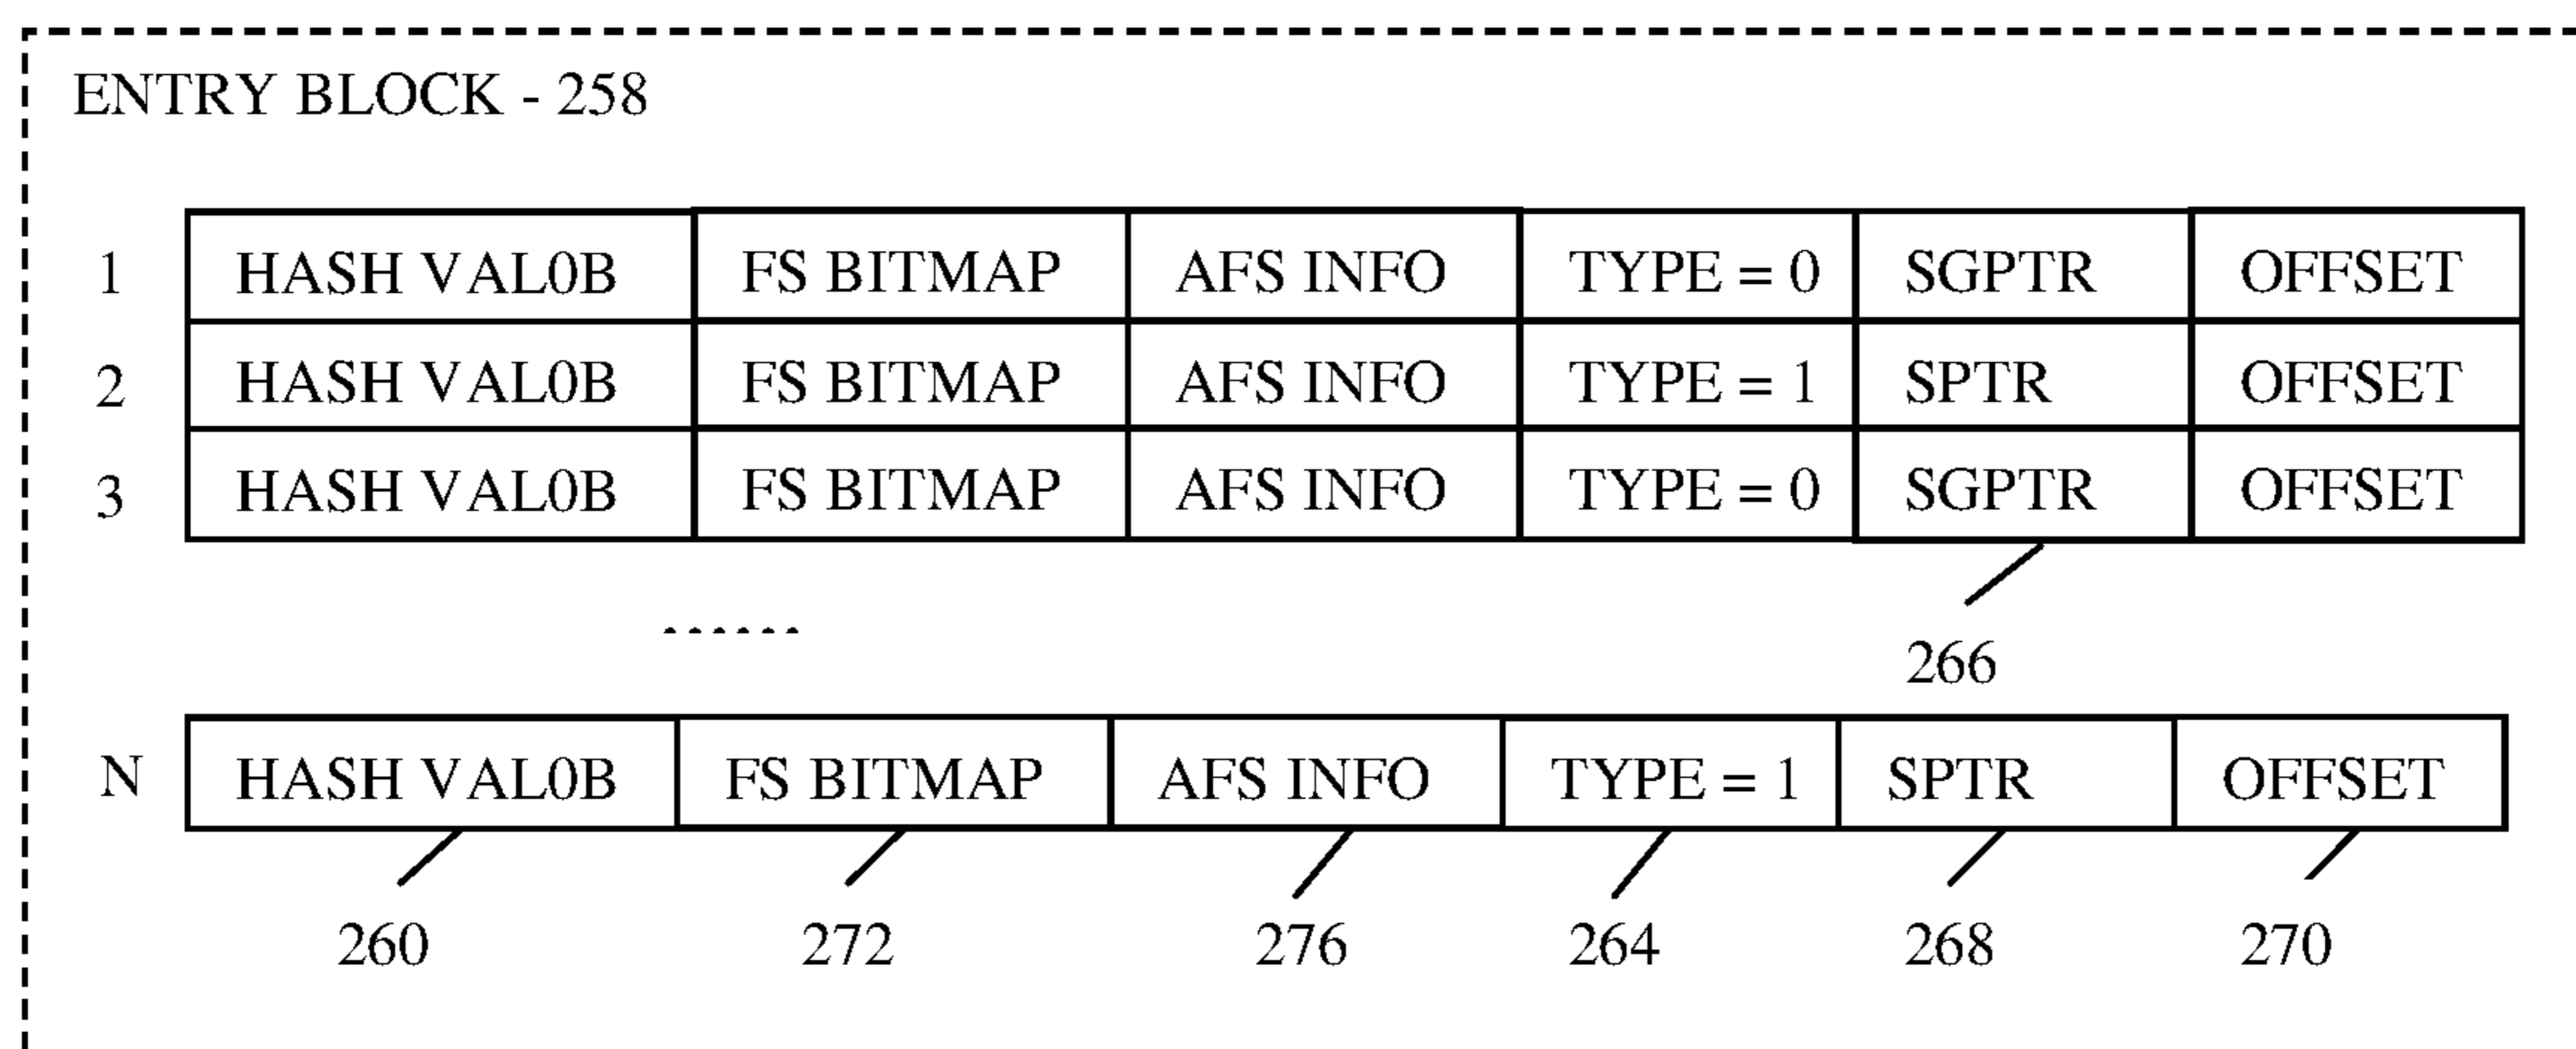 ENTRY BLOCK - 258
1 HASH VAL0B FS BITMAP AFS INFO TYPE = 0 SGPTR OFFSET
2 HASH VAL0B FS BITMAP AFS INFO TYPE = 1 SPTR OFFSET
3 HASH VAL0B FS BITMAP AFS INFO TYPE = 0 SGPTR OFFSET
......
266
N HASH VAL0B FS BITMAP AFS INFO TYPE = 1 SPTR OFFSET
260 272 276 264 268 270